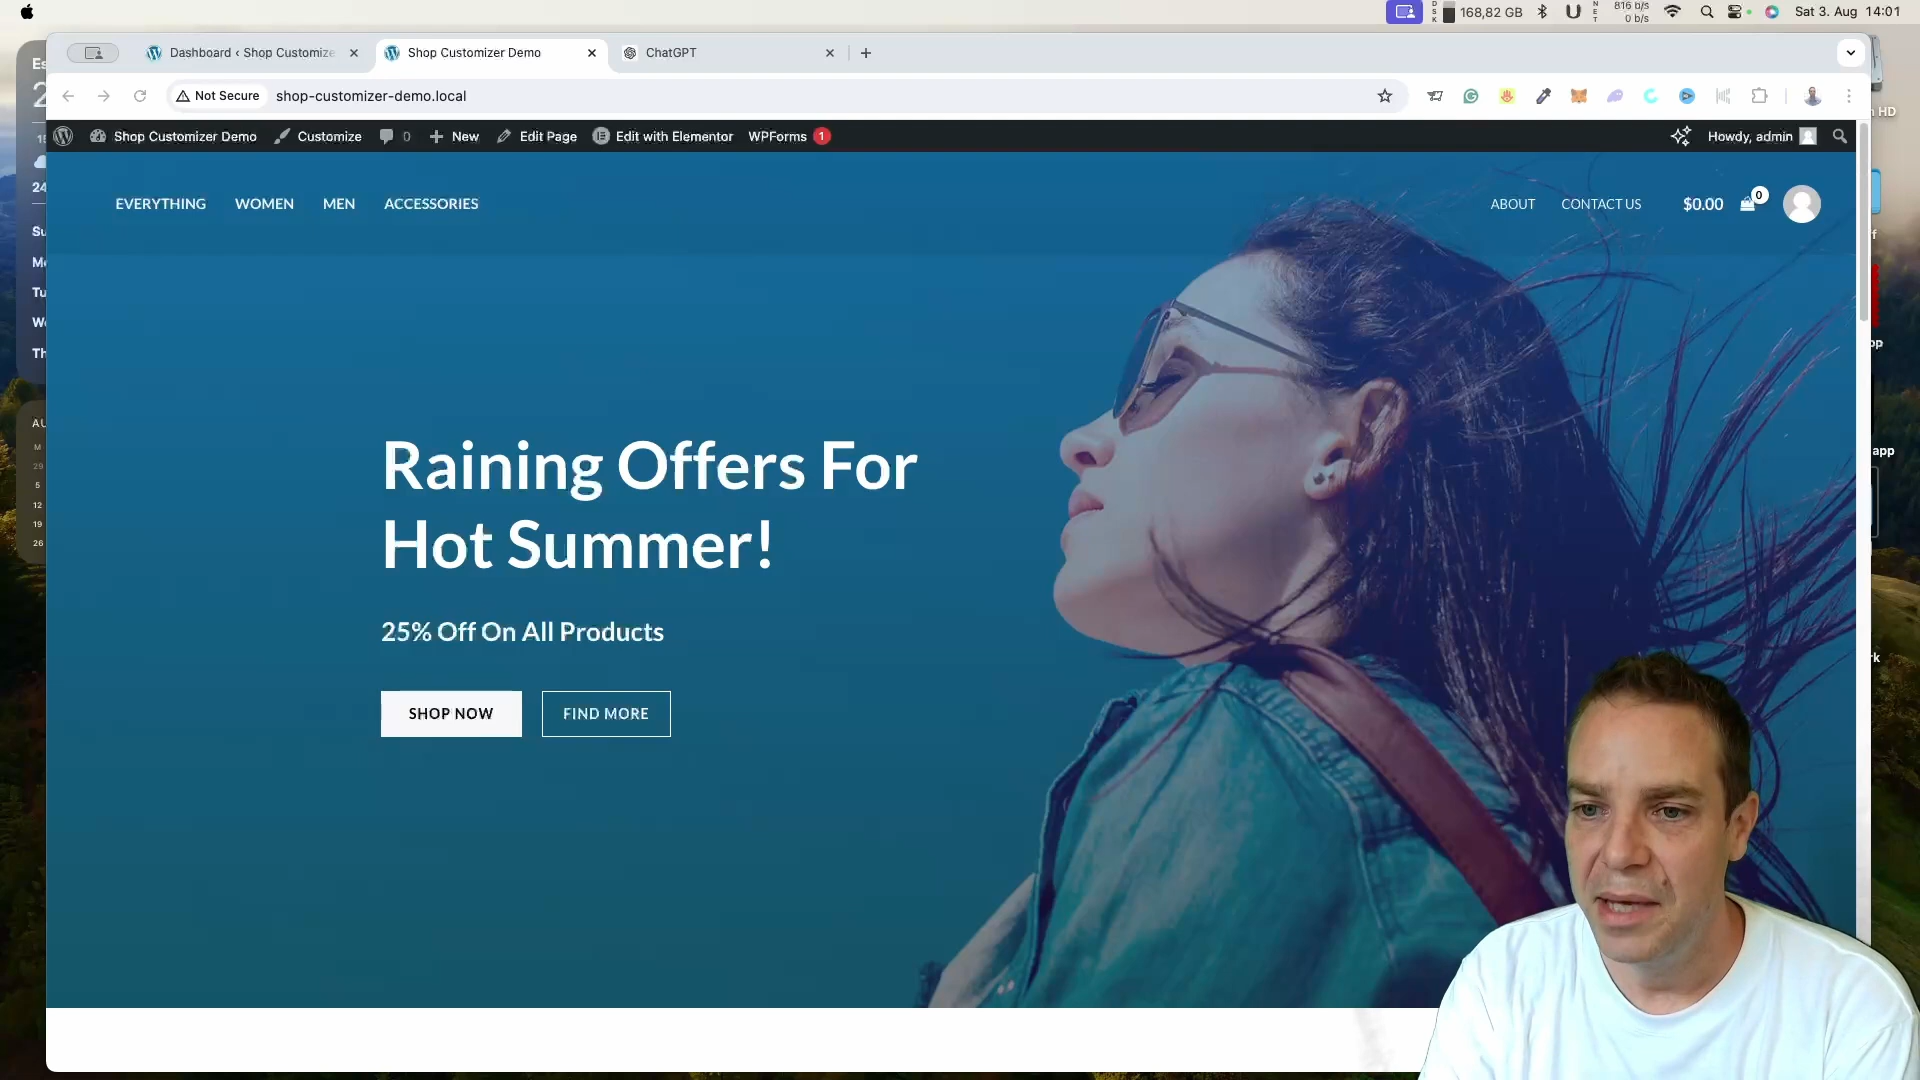 DSK
168,82 GB
NET
816 b/s
0 b/s
Sat 3. Aug 14:01
Dashboard ‹ Shop Customize
Shop Customizer Demo
ChatGPT
Not Secure
shop-customizer-demo.local
Shop Customizer Demo
Customize
0
New
Edit Page
Edit with Elementor
WPForms
1
Howdy, admin
EVERYTHING
WOMEN
MEN
ACCESSORIES
ABOUT
CONTACT US
$0.00
0
Raining Offers For
Hot Summer!
25% Off On All Products
SHOP NOW
FIND MORE
24
Su
Tu
Th
M
29
5
12
19
26
HD
app